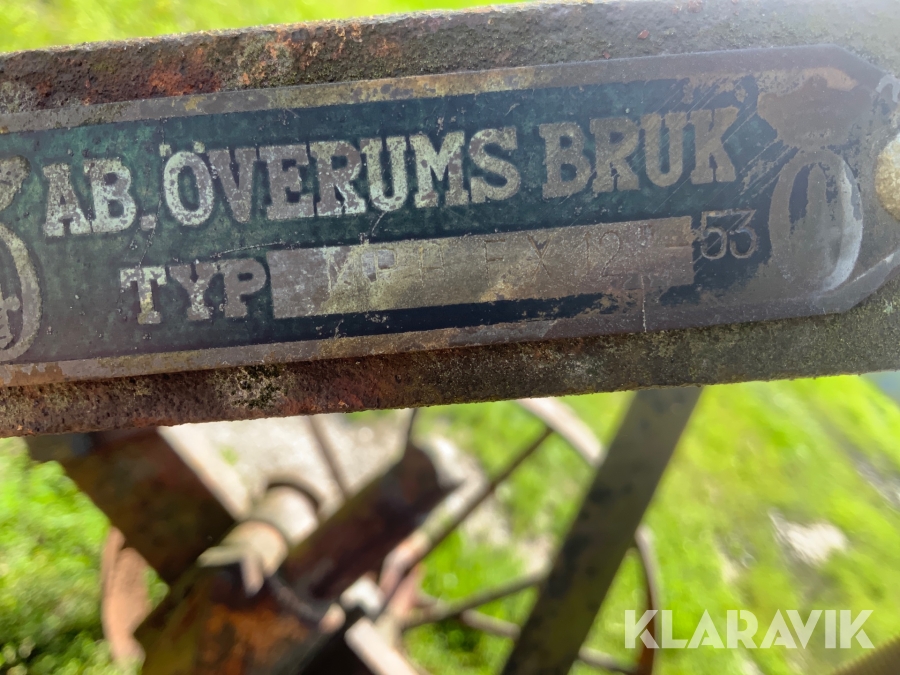 AB. ÖVERUMS BRUK
TYP 53
KLARAVIK